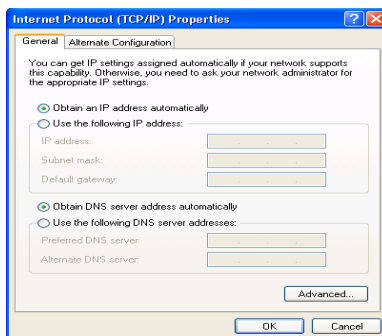 Internet Protocol (TCP/IP) Properties
General
Alternate Configuration
You can get IP settings assigned automatically if your network supports
this capability. Otherwise, you need to ask your network administrator for
the appropriate IP settings.
Obtain an IP address automatically
Use the following IP address:
IP address:
Subnet mask:
Default gateway:
Obtain DNS server address automatically
Use the following DNS server addresses:
Preferred DNS server:
Alternate DNS server:
Advanced...
OK
Cancel